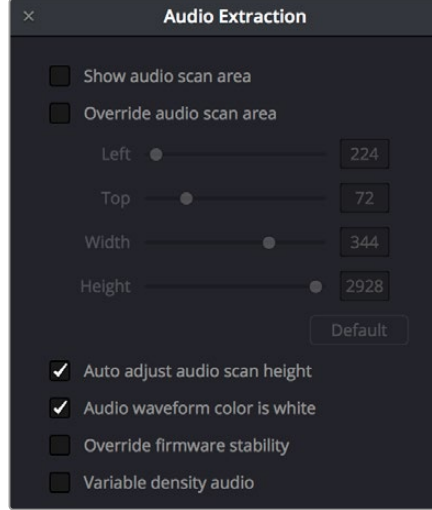 × Audio Extraction
Show audio scan area
Override audio scan area
Left 224
Top 72
Width 344
Height 2928
Default
Auto adjust audio scan height
Audio waveform color is white
Override firmware stability
Variable density audio